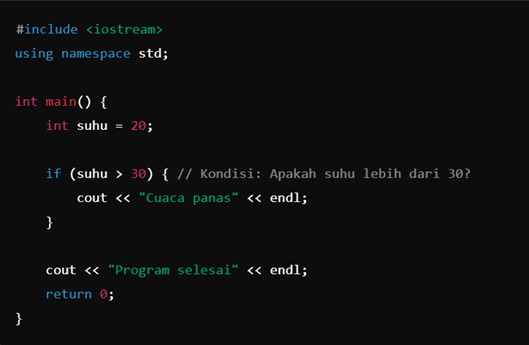 #include <iostream>
using namespace std;
int main() {
int suhu = 20;
if (suhu > 30) { // Kondisi: Apakah suhu lebih dari 30?
cout << "Cuaca panas" << endl;
}
cout << "Program selesai" << endl;
return 0;
}